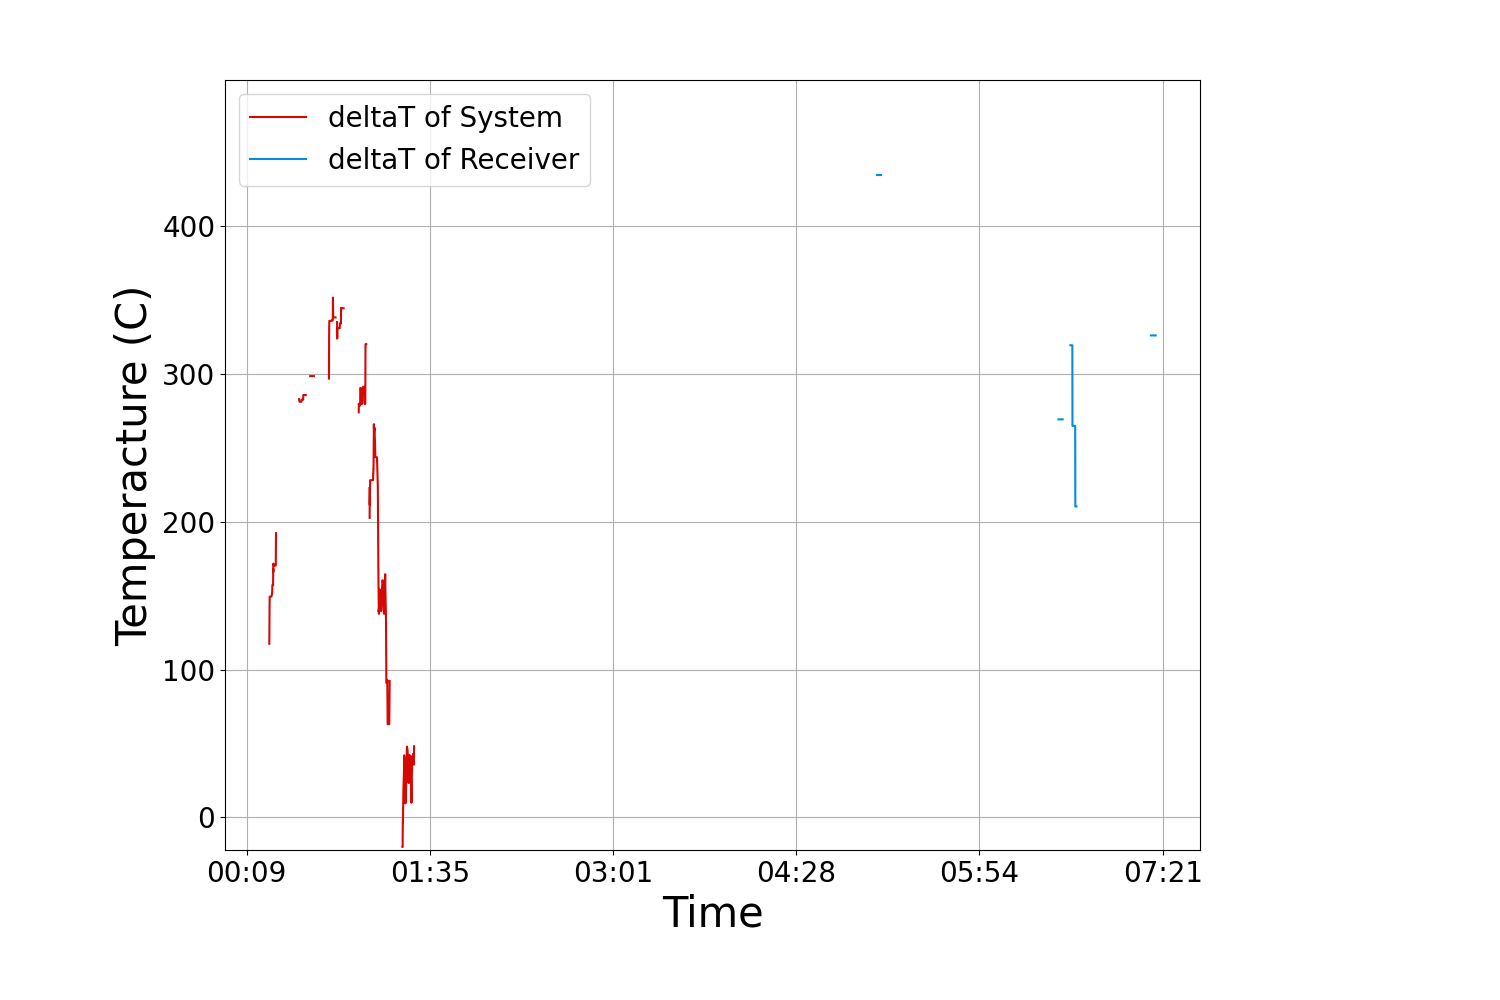 deltaT of System
deltaT of Receiver
400
300
200
100
0
Temperacture (C)
00:09 01:35 03:01 04:28 05:54 07:21
Time